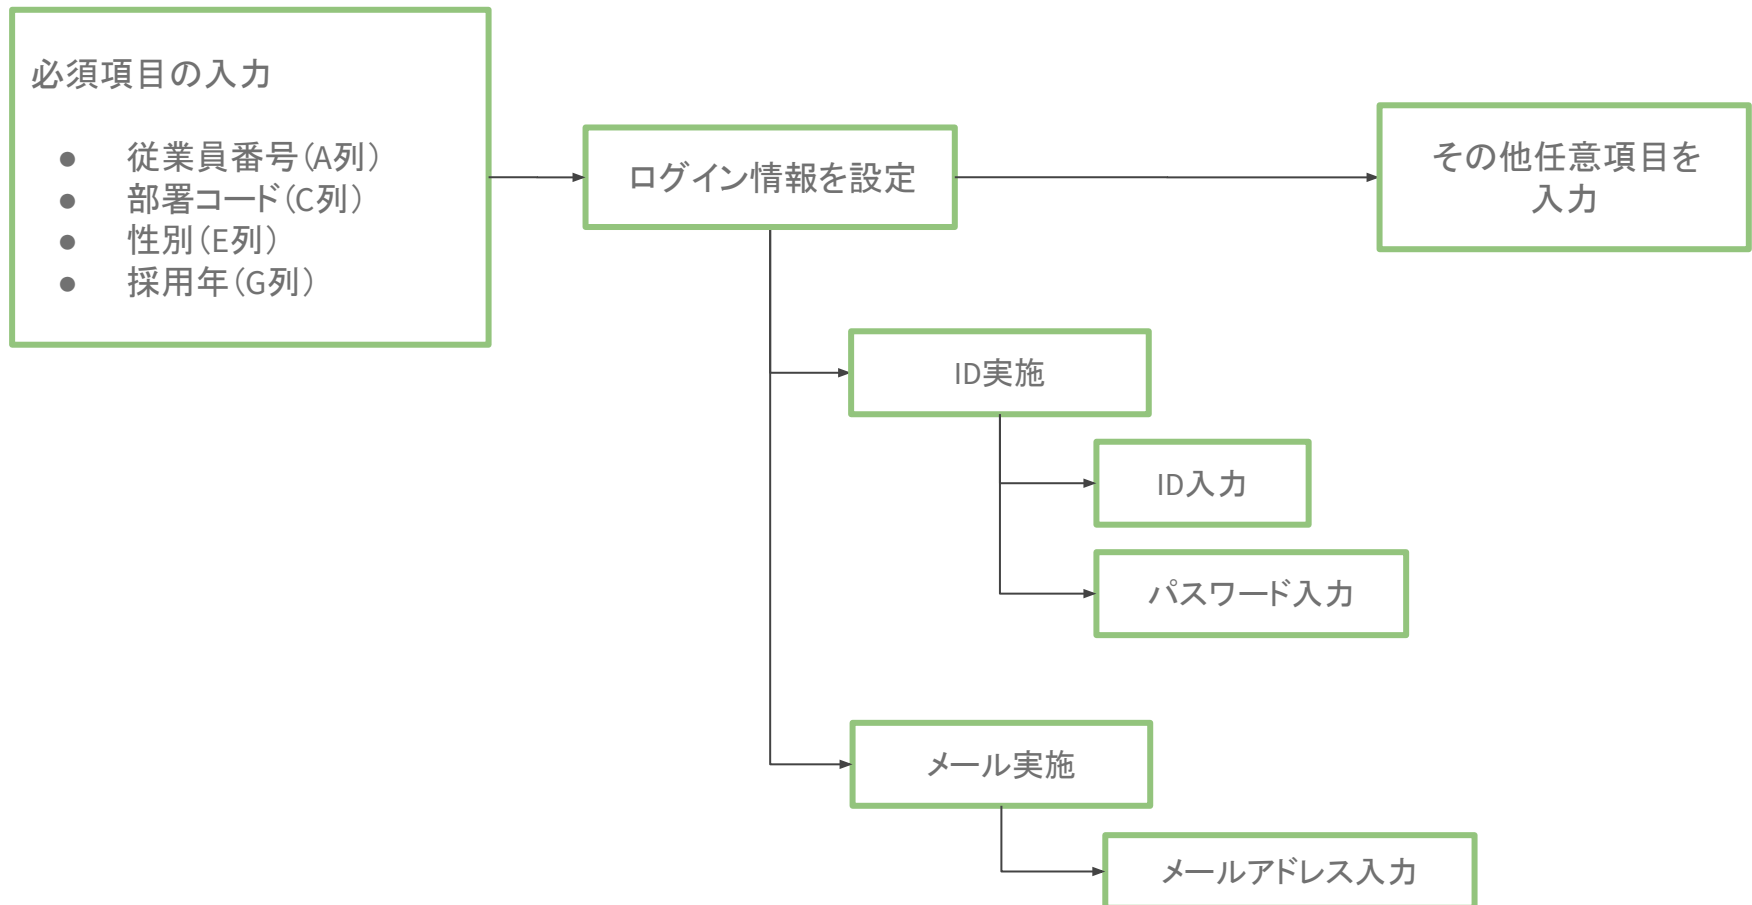 必須項目の入力
● 従業員番号(A列)
● 部署コード(C列)
● 性別(E列)
● 採用年(G列)
ログイン情報を設定
その他任意項目を
入力
ID実施
ID入力
パスワード入力
メール実施
メールアドレス入力